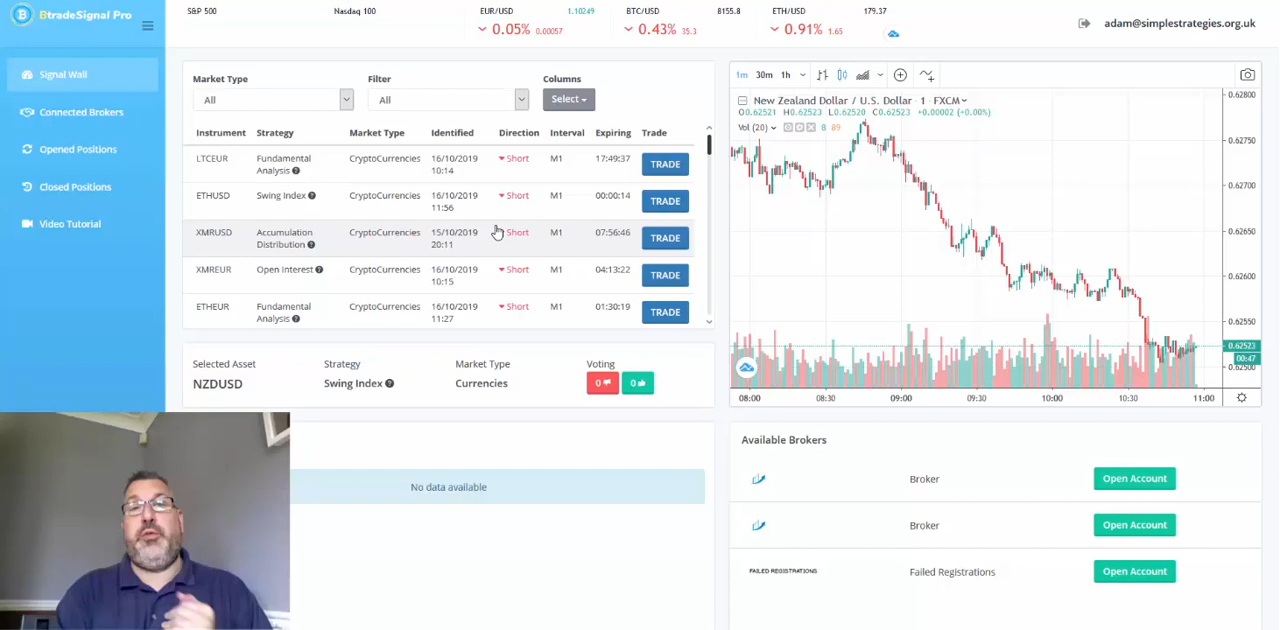 BtradeSignal Pro
S&P 500
Nasdaq 100
EUR/USD 1.10249
0.05% 0.00057
BTC/USD 8155.8
0.43% 35.3
ETH/USD 179.37
0.91% 1.65
adam@simplestrategies.org.uk
Signal Wall
Connected Brokers
Opened Positions
Closed Positions
Video Tutorial
Market Type Filter Columns
All All Select
Instrument Strategy Market Type Identified Direction Interval Expiring Trade
LTCEUR Fundamental Analysis CryptoCurrencies 16/10/2019 10:14 Short M1 17:49:37 TRADE
ETHUSD Swing Index CryptoCurrencies 16/10/2019 11:56 Short M1 00:00:14 TRADE
XMRUSD Accumulation Distribution CryptoCurrencies 15/10/2019 20:11 Short M1 07:56:46 TRADE
XMREUR Open Interest CryptoCurrencies 16/10/2019 10:15 Short M1 04:13:22 TRADE
ETHEUR Fundamental Analysis CryptoCurrencies 16/10/2019 11:27 Short M1 01:30:19 TRADE
Selected Asset Strategy Market Type Voting
NZDUSD Swing Index Currencies 0 0
No data available
1m 30m 1h
New Zealand Dollar / U.S. Dollar · 1 · FXCM
O0.62521 H0.62523 L0.62520 C0.62523 +0.00002 (+0.00%)
Vol (20) 8 89
0.62800
0.62750
0.62700
0.62650
0.62600
0.62550
0.62523
00:47
0.62500
08:00 08:30 09:00 09:30 10:00 10:30 11:00
Available Brokers
Broker Open Account
Broker Open Account
FAILED REGISTRATIONS Failed Registrations Open Account